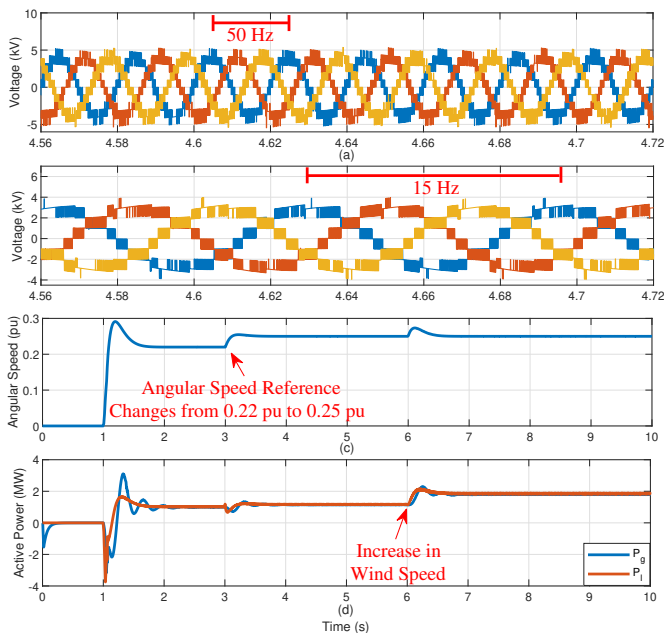 50 Hz
Voltage (kV)
10
5
0
-5
4.56 4.58 4.6 4.62 4.64 4.66 4.68 4.7 4.72
(a)
15 Hz
Voltage (kV)
6
4
2
0
-2
-4
4.56 4.58 4.6 4.62 4.64 4.66 4.68 4.7 4.72
(b)
Angular Speed (pu)
0.3
0.2
0.1
0
Angular Speed Reference
Changes from 0.22 pu to 0.25 pu
0 1 2 3 4 5 6 7 8 9 10
(c)
Active Power (MW)
4
2
0
-2
-4
Increase in
Wind Speed
P_g
P_l
0 1 2 3 4 5 6 7 8 9 10
(d)
Time (s)